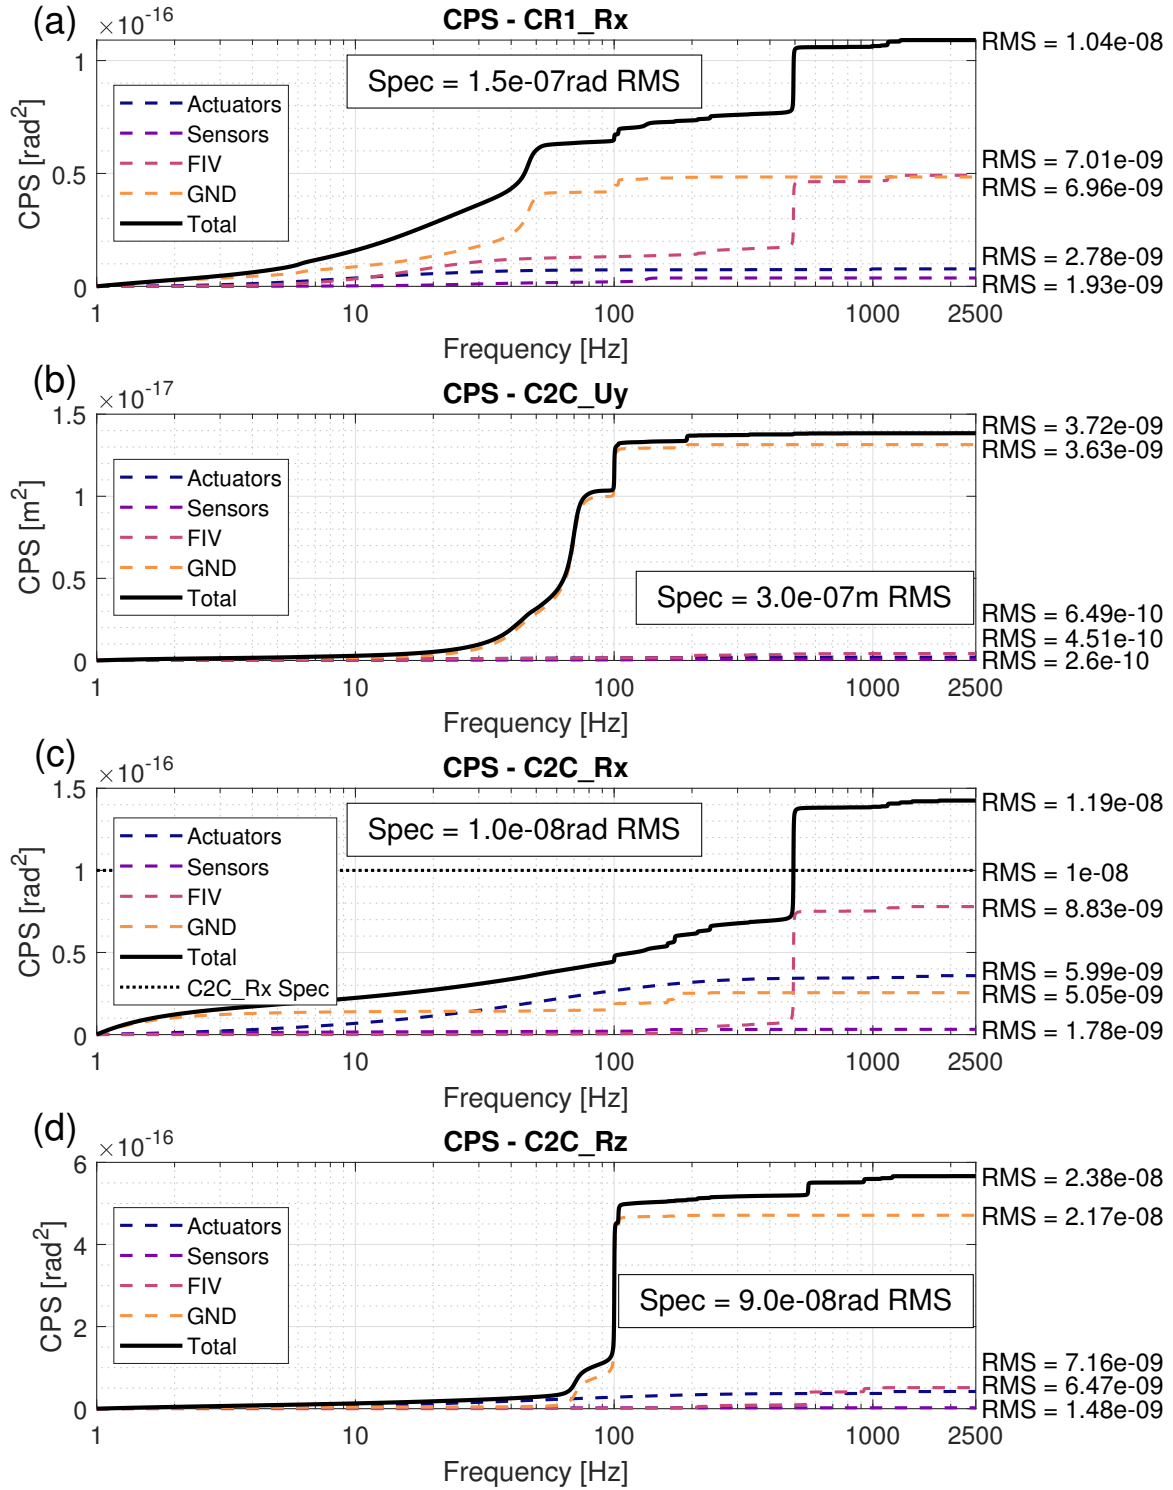 (a)
×10^-16
CPS - CR1_Rx
Spec = 1.5e-07rad RMS
Actuators
Sensors
FIV
GND
Total
CPS [rad^2]
1
0.5
0
1
10
100
1000
2500
Frequency [Hz]
RMS = 1.04e-08
RMS = 7.01e-09
RMS = 6.96e-09
RMS = 2.78e-09
RMS = 1.93e-09
(b)
×10^-17
CPS - C2C_Uy
Actuators
Sensors
FIV
GND
Total
Spec = 3.0e-07m RMS
CPS [m^2]
1.5
1
0.5
0
1
10
100
1000
2500
Frequency [Hz]
RMS = 3.72e-09
RMS = 3.63e-09
RMS = 6.49e-10
RMS = 4.51e-10
RMS = 2.6e-10
(c)
×10^-16
CPS - C2C_Rx
Spec = 1.0e-08rad RMS
Actuators
Sensors
FIV
GND
Total
C2C_Rx Spec
CPS [rad^2]
1.5
1
0.5
0
1
10
100
1000
2500
Frequency [Hz]
RMS = 1.19e-08
RMS = 1e-08
RMS = 8.83e-09
RMS = 5.99e-09
RMS = 5.05e-09
RMS = 1.78e-09
(d)
×10^-16
CPS - C2C_Rz
Actuators
Sensors
FIV
GND
Total
Spec = 9.0e-08rad RMS
CPS [rad^2]
6
4
2
0
1
10
100
1000
2500
Frequency [Hz]
RMS = 2.38e-08
RMS = 2.17e-08
RMS = 7.16e-09
RMS = 6.47e-09
RMS = 1.48e-09